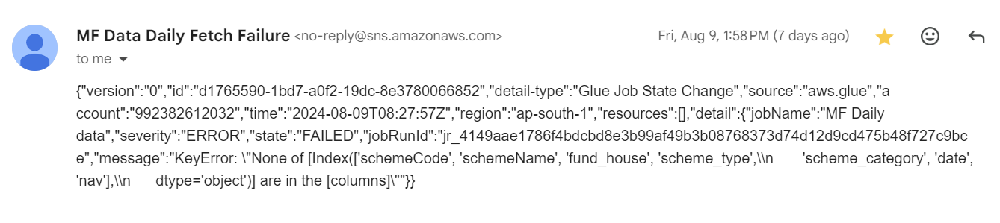 MF Data Daily Fetch Failure <no-reply@sns.amazonaws.com> Fri, Aug 9, 1:58 PM (7 days ago)
to me
{"version":"0","id":"d1765590-1bd7-a0f2-19dc-8e3780066852","detail-type":"Glue Job State Change","source":"aws.glue","a
ccount":"992382612032","time":"2024-08-09T08:27:57Z","region":"ap-south-1","resources":[],"detail":{"jobName":"MF Daily
data","severity":"ERROR","state":"FAILED","jobRunId":"jr_4149aae1786f4bdcbd8e3b99af49b3b08768373d74d12d9cd475b48f727c9bc
e","message":"KeyError: \"None of [Index(['schemeCode', 'schemeName', 'fund_house', 'scheme_type',\\n 'scheme_category', 'date',
'nav'],\\n dtype='object')] are in the [columns]\""}}